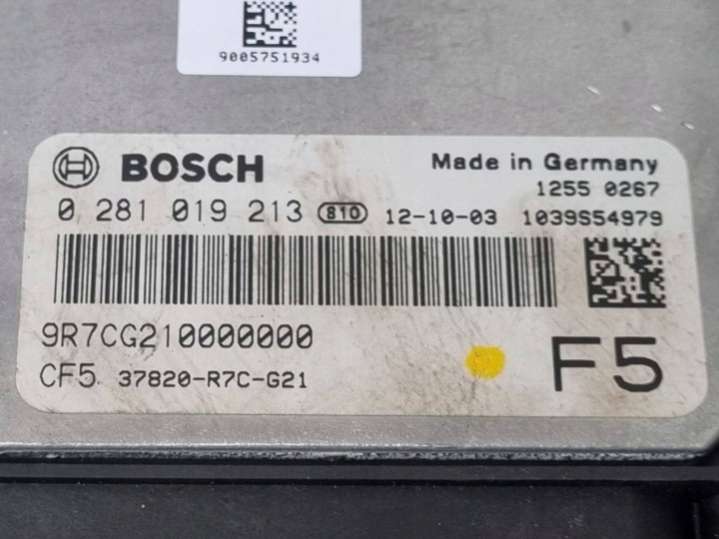 9005751934
BOSCH
Made in Germany
1255 0267
0 281 019 213 810 12-10-03 1039S54979
9R7CG210000000
CF5 37820-R7C-G21
F5